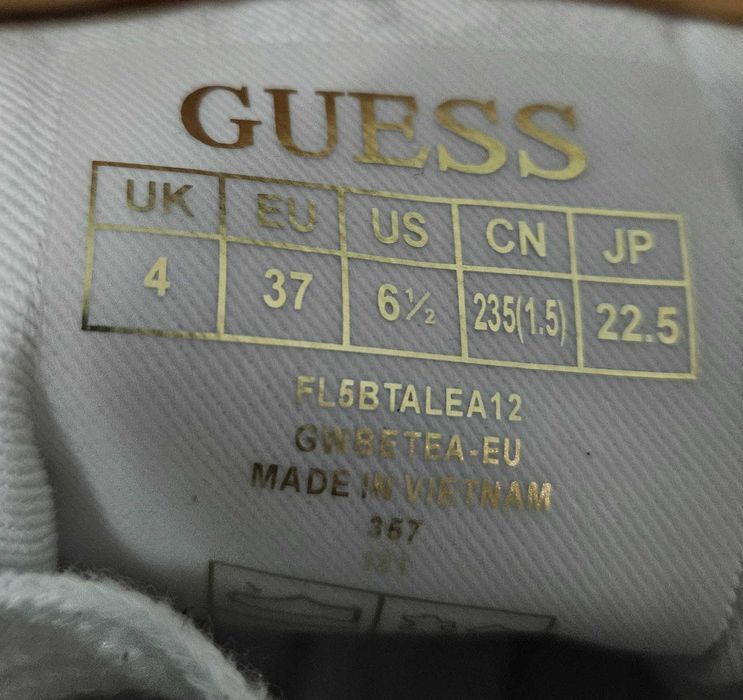 GUESS
UK EU US CN JP
4 37 6½ 235(1.5) 22.5
FL5BTALEA12
GWBETEA-EU
MADE IN VIETNAM
367